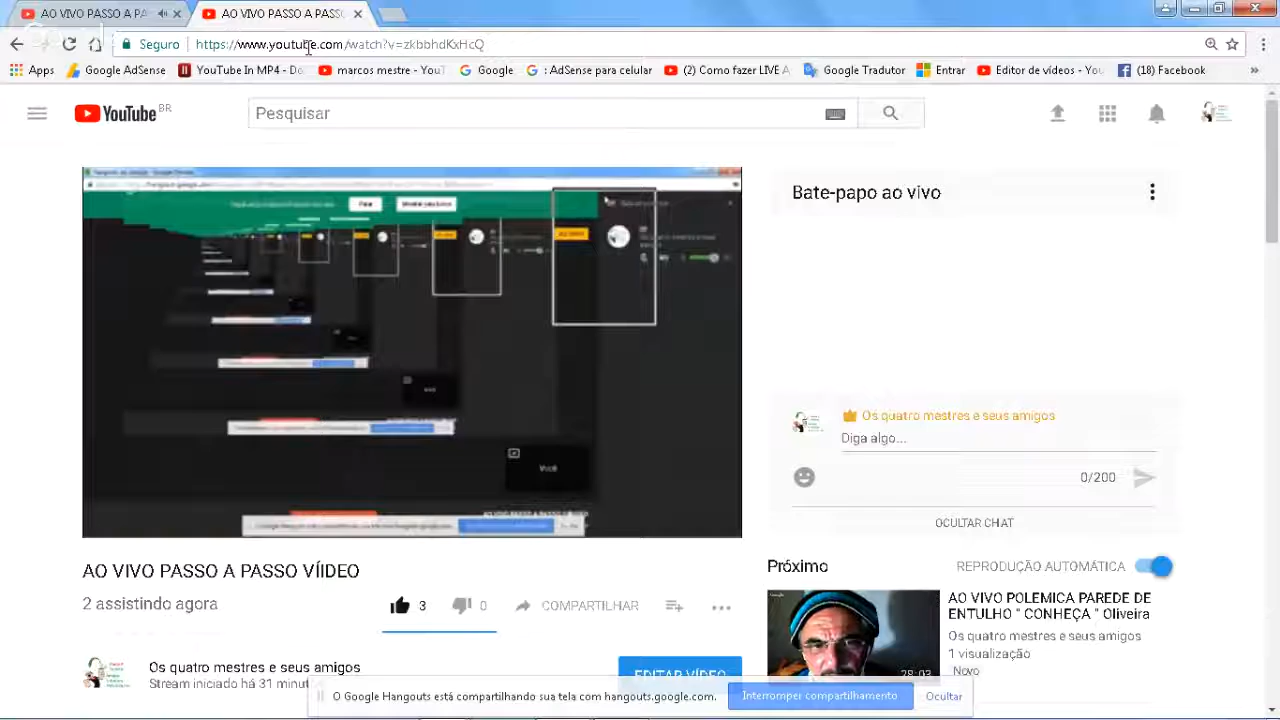 AO VIVO PASSO A PA
AO VIVO PASSO A PASS
Seguro
https://www.youtube.com/watch?v=zkbbhdKxHcQ
Apps
Google AdSense
YouTube In MP4 - Do
marcos mestre - You
Google
: AdSense para celular
(2) Como fazer LIVE A
Google Tradutor
Entrar
Editor de vídeos - You
(18) Facebook
YouTube BR
Pesquisar
Bate-papo ao vivo
Você
Os quatro mestres e seus amigos
Diga algo...
0/200
OCULTAR CHAT
AO VIVO PASSO A PASSO VÍIDEO
2 assistindo agora
3
0
COMPARTILHAR
Próximo
REPRODUÇÃO AUTOMÁTICA
AO VIVO POLEMICA PAREDE DE
ENTULHO " CONHEÇA " Oliveira
Os quatro mestres e seus amigos
1 visualização
Novo
28:03
Os quatro mestres e seus amigos
Stream iniciado há 31 minut
EDITAR VÍDEO
O Google Hangouts está compartilhando sua tela com hangouts.google.com.
Interromper compartilhamento
Ocultar